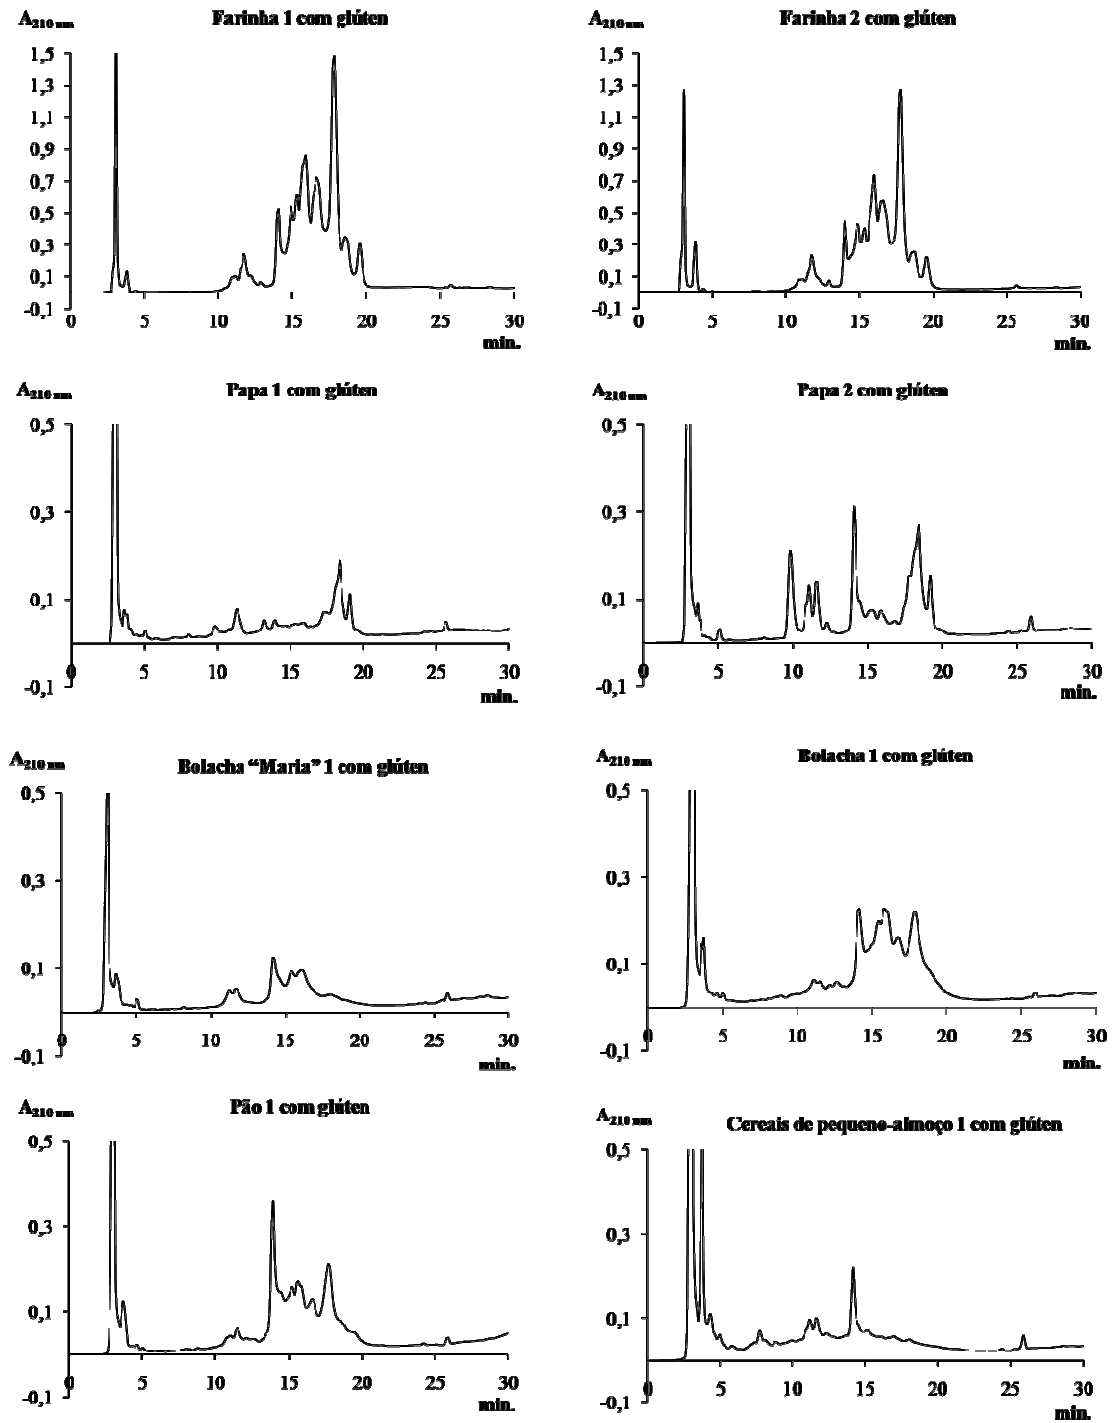 A210 nm Farinha 1 com glúten
1,5
1,3
1,1
0,9
0,7
0,5
0,3
0,1
-0,1
0 5 10 15 20 25 30
min.
A210 nm Farinha 2 com glúten
1,5
1,3
1,1
0,9
0,7
0,5
0,3
0,1
-0,1
0 5 10 15 20 25 30
min.
A210 nm Papa 1 com glúten
0,5
0,3
0,1
-0,1
0 5 10 15 20 25 30
min.
A210 nm Papa 2 com glúten
0,5
0,3
0,1
-0,1
0 5 10 15 20 25 30
min.
A210 nm Bolacha “Maria” 1 com glúten
0,5
0,3
0,1
-0,1
0 5 10 15 20 25 30
min.
A210 nm Bolacha 1 com glúten
0,5
0,3
0,1
-0,1
0 5 10 15 20 25 30
min.
A210 nm Pão 1 com glúten
0,5
0,3
0,1
-0,1
0 5 10 15 20 25 30
min.
A210 nm Cereais de pequeno-almoço 1 com glúten
0,5
0,3
0,1
-0,1
0 5 10 15 20 25 30
min.